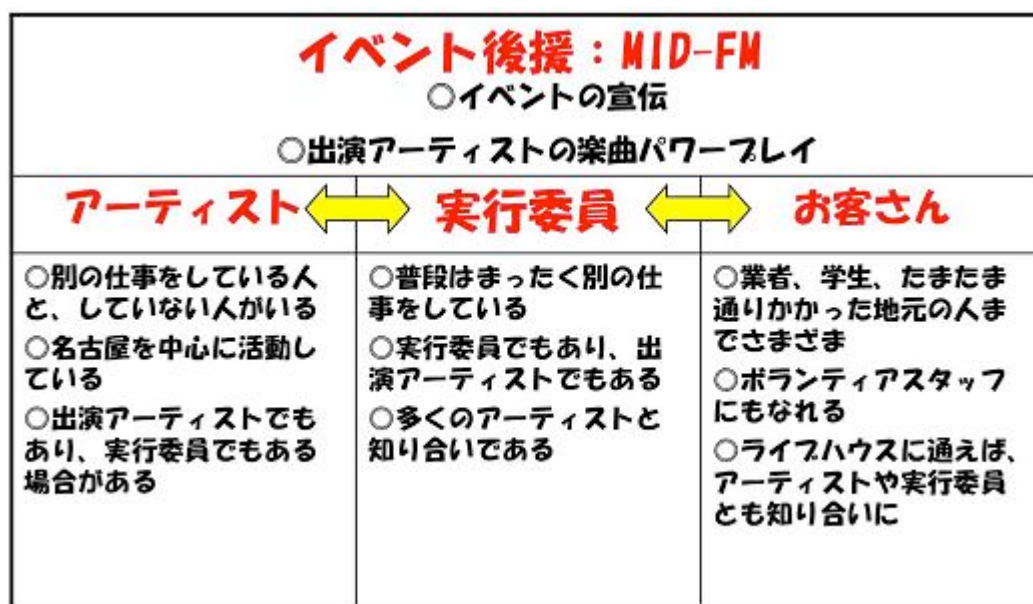 イベント後援：MID-FM
○イベントの宣伝
○出演アーティストの楽曲パワープレイ
アーティスト
実行委員
お客さん
○別の仕事をしている人
と、していない人がいる
○名古屋を中心に活動し
ている
○出演アーティストでも
あり、実行委員でもある
場合がある
○普段はまったく別の仕
事をしている
○実行委員でもあり、出
演アーティストでもある
○多くのアーティストと
知り合いである
○業者、学生、たまたま
通りかかった地元の人ま
でさまざま
○ボランティアスタッフ
にもなれる
○ライブハウスに通えば、
アーティストや実行委員
とも知り合いに